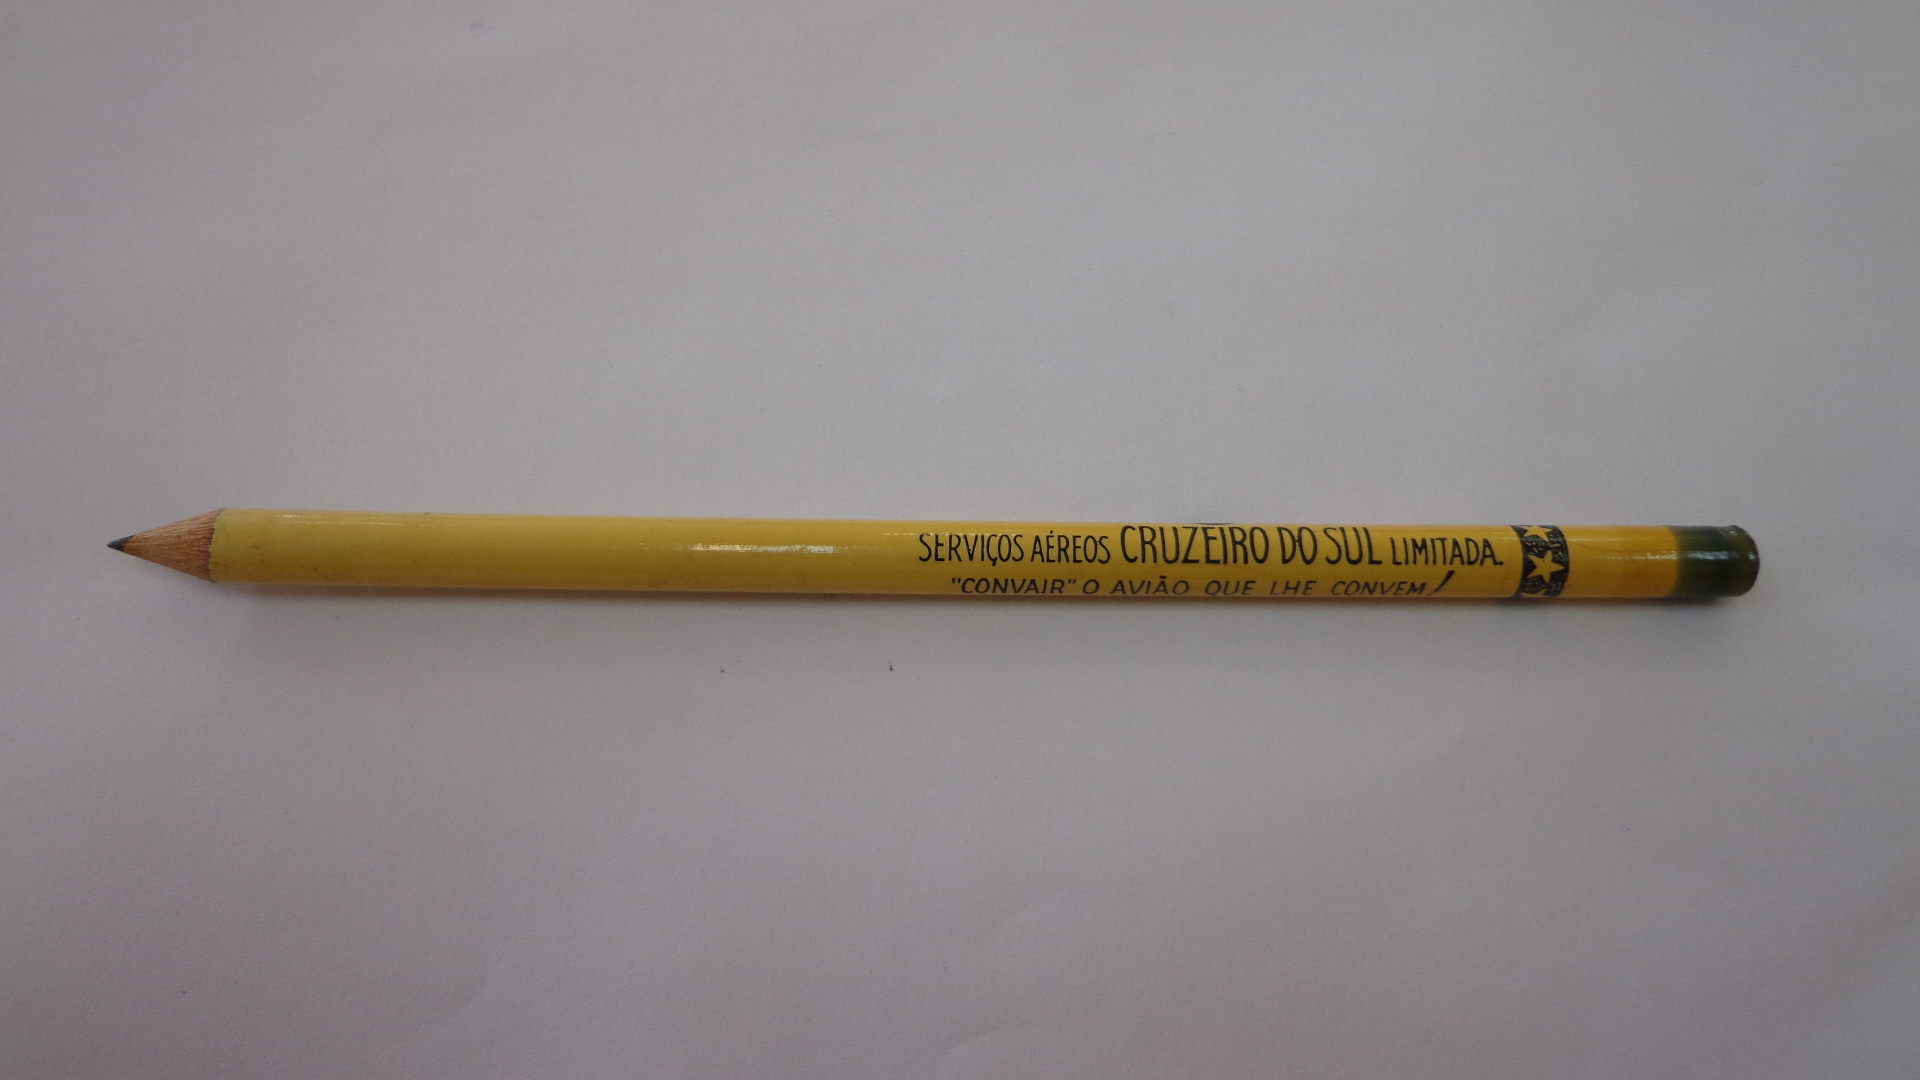 SERVIÇOS AÉREOS CRUZEIRO DO SUL LIMITADA.
"CONVAIR" O AVIÃO QUE LHE CONVEM!